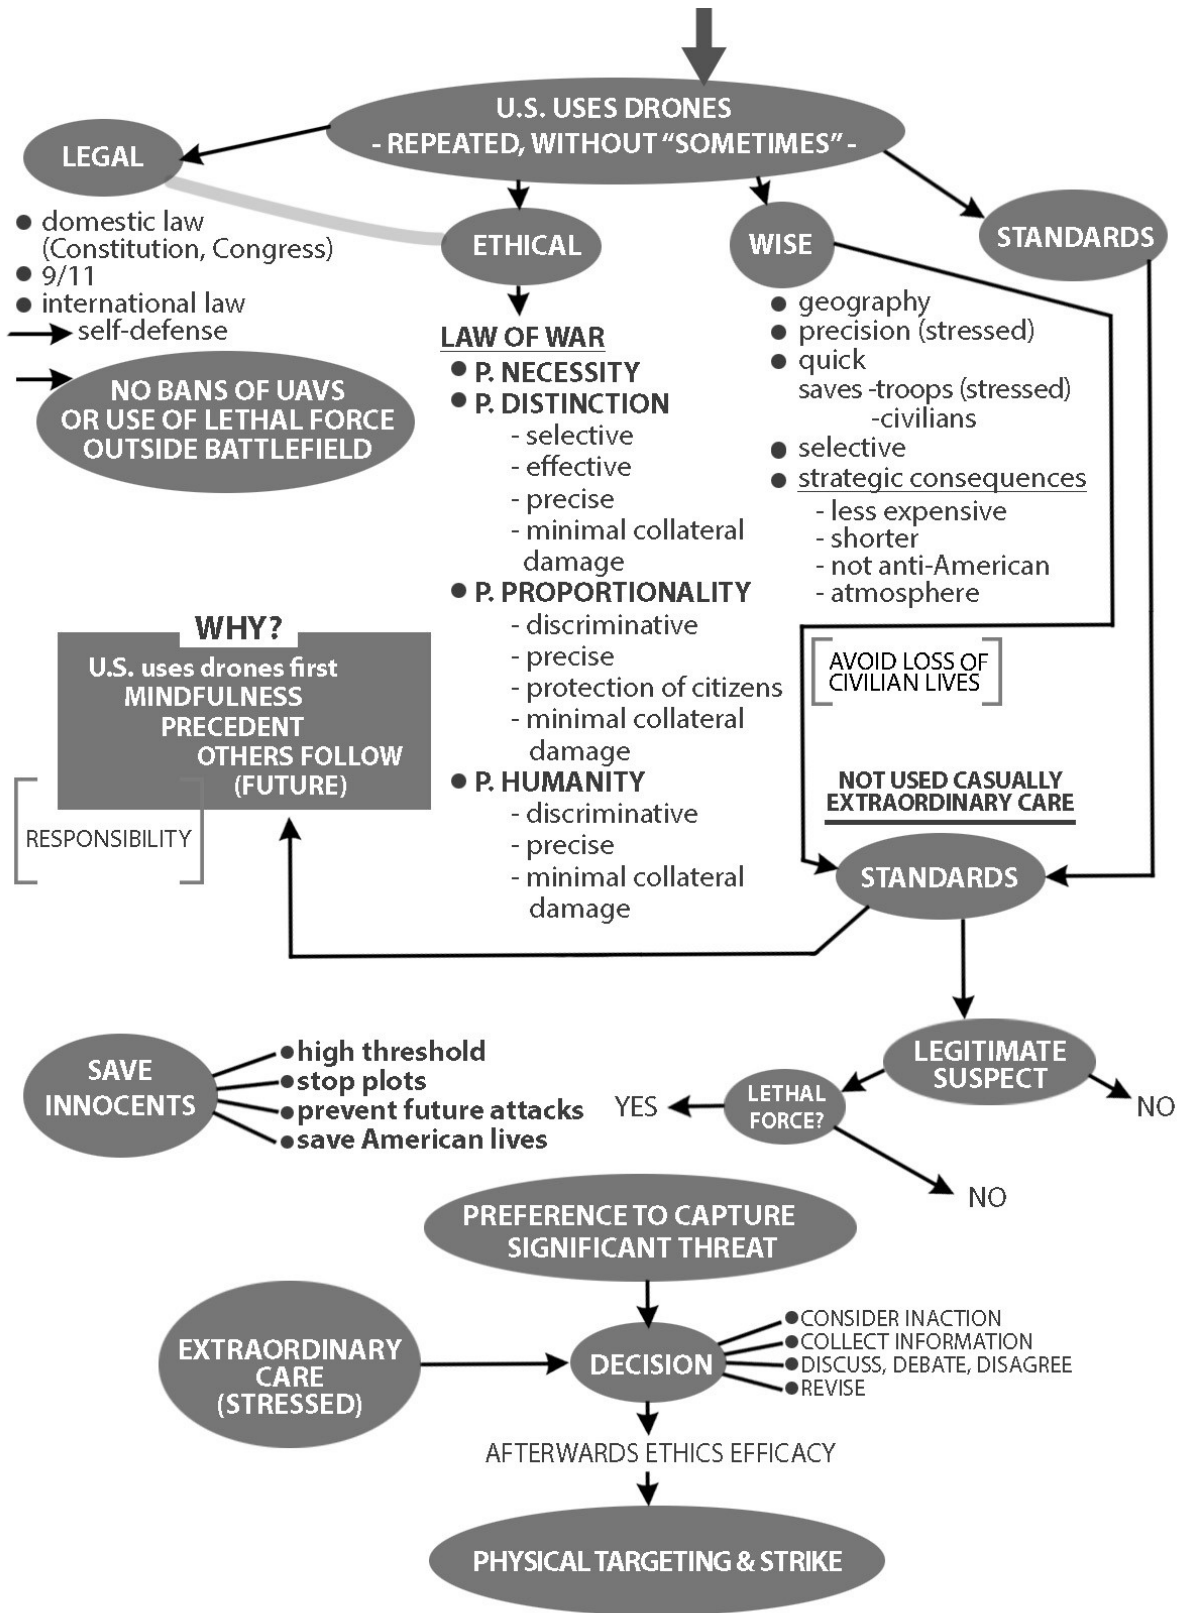 U.S. USES DRONES
- REPEATED, WITHOUT “SOMETIMES” -
LEGAL
● domestic law
(Constitution, Congress)
● 9/11
● international law
self-defense
NO BANS OF UAVS
OR USE OF LETHAL FORCE
OUTSIDE BATTLEFIELD
ETHICAL
LAW OF WAR
● P. NECESSITY
● P. DISTINCTION
- selective
- effective
- precise
- minimal collateral
damage
● P. PROPORTIONALITY
- discriminative
- precise
- protection of citizens
- minimal collateral
damage
● P. HUMANITY
- discriminative
- precise
- minimal collateral
damage
WISE
● geography
● precision (stressed)
● quick
saves -troops (stressed)
-civilians
● selective
● strategic consequences
- less expensive
- shorter
- not anti-American
- atmosphere
STANDARDS
AVOID LOSS OF
CIVILIAN LIVES
NOT USED CASUALLY
EXTRAORDINARY CARE
STANDARDS
WHY?
U.S. uses drones first
MINDFULNESS
PRECEDENT
OTHERS FOLLOW
(FUTURE)
RESPONSIBILITY
LEGITIMATE
SUSPECT
NO
LETHAL
FORCE?
YES
NO
SAVE
INNOCENTS
● high threshold
● stop plots
● prevent future attacks
● save American lives
PREFERENCE TO CAPTURE
SIGNIFICANT THREAT
EXTRAORDINARY
CARE
(STRESSED)
DECISION
● CONSIDER INACTION
● COLLECT INFORMATION
● DISCUSS, DEBATE, DISAGREE
● REVISE
AFTERWARDS ETHICS EFFICACY
PHYSICAL TARGETING & STRIKE